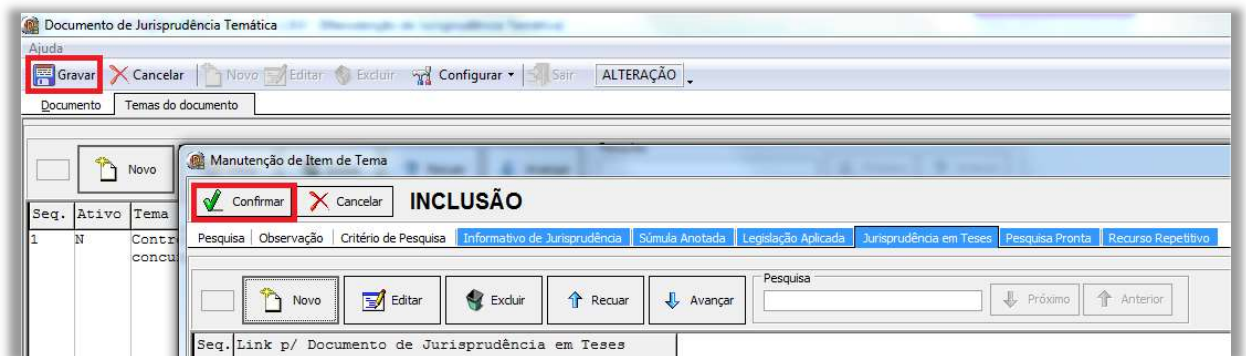 Documento de Jurisprudência Temática
Ajuda
Gravar Cancelar Novo Editar Excluir Configurar Sair ALTERAÇÃO
Documento Temas do documento
Novo
Manutenção de Item de Tema
Confirmar Cancelar INCLUSÃO
Seq. Ativo Tema
Pesquisa Observação Critério de Pesquisa Informativo de Jurisprudência Súmula Anotada Legislação Aplicada Jurisprudência em Teses Pesquisa Pronta Recurso Repetitivo
1 N Contr
concu
Pesquisa
Novo Editar Excluir Recuar Avançar Próximo Anterior
Seq. Link p/ Documento de Jurisprudência em Teses